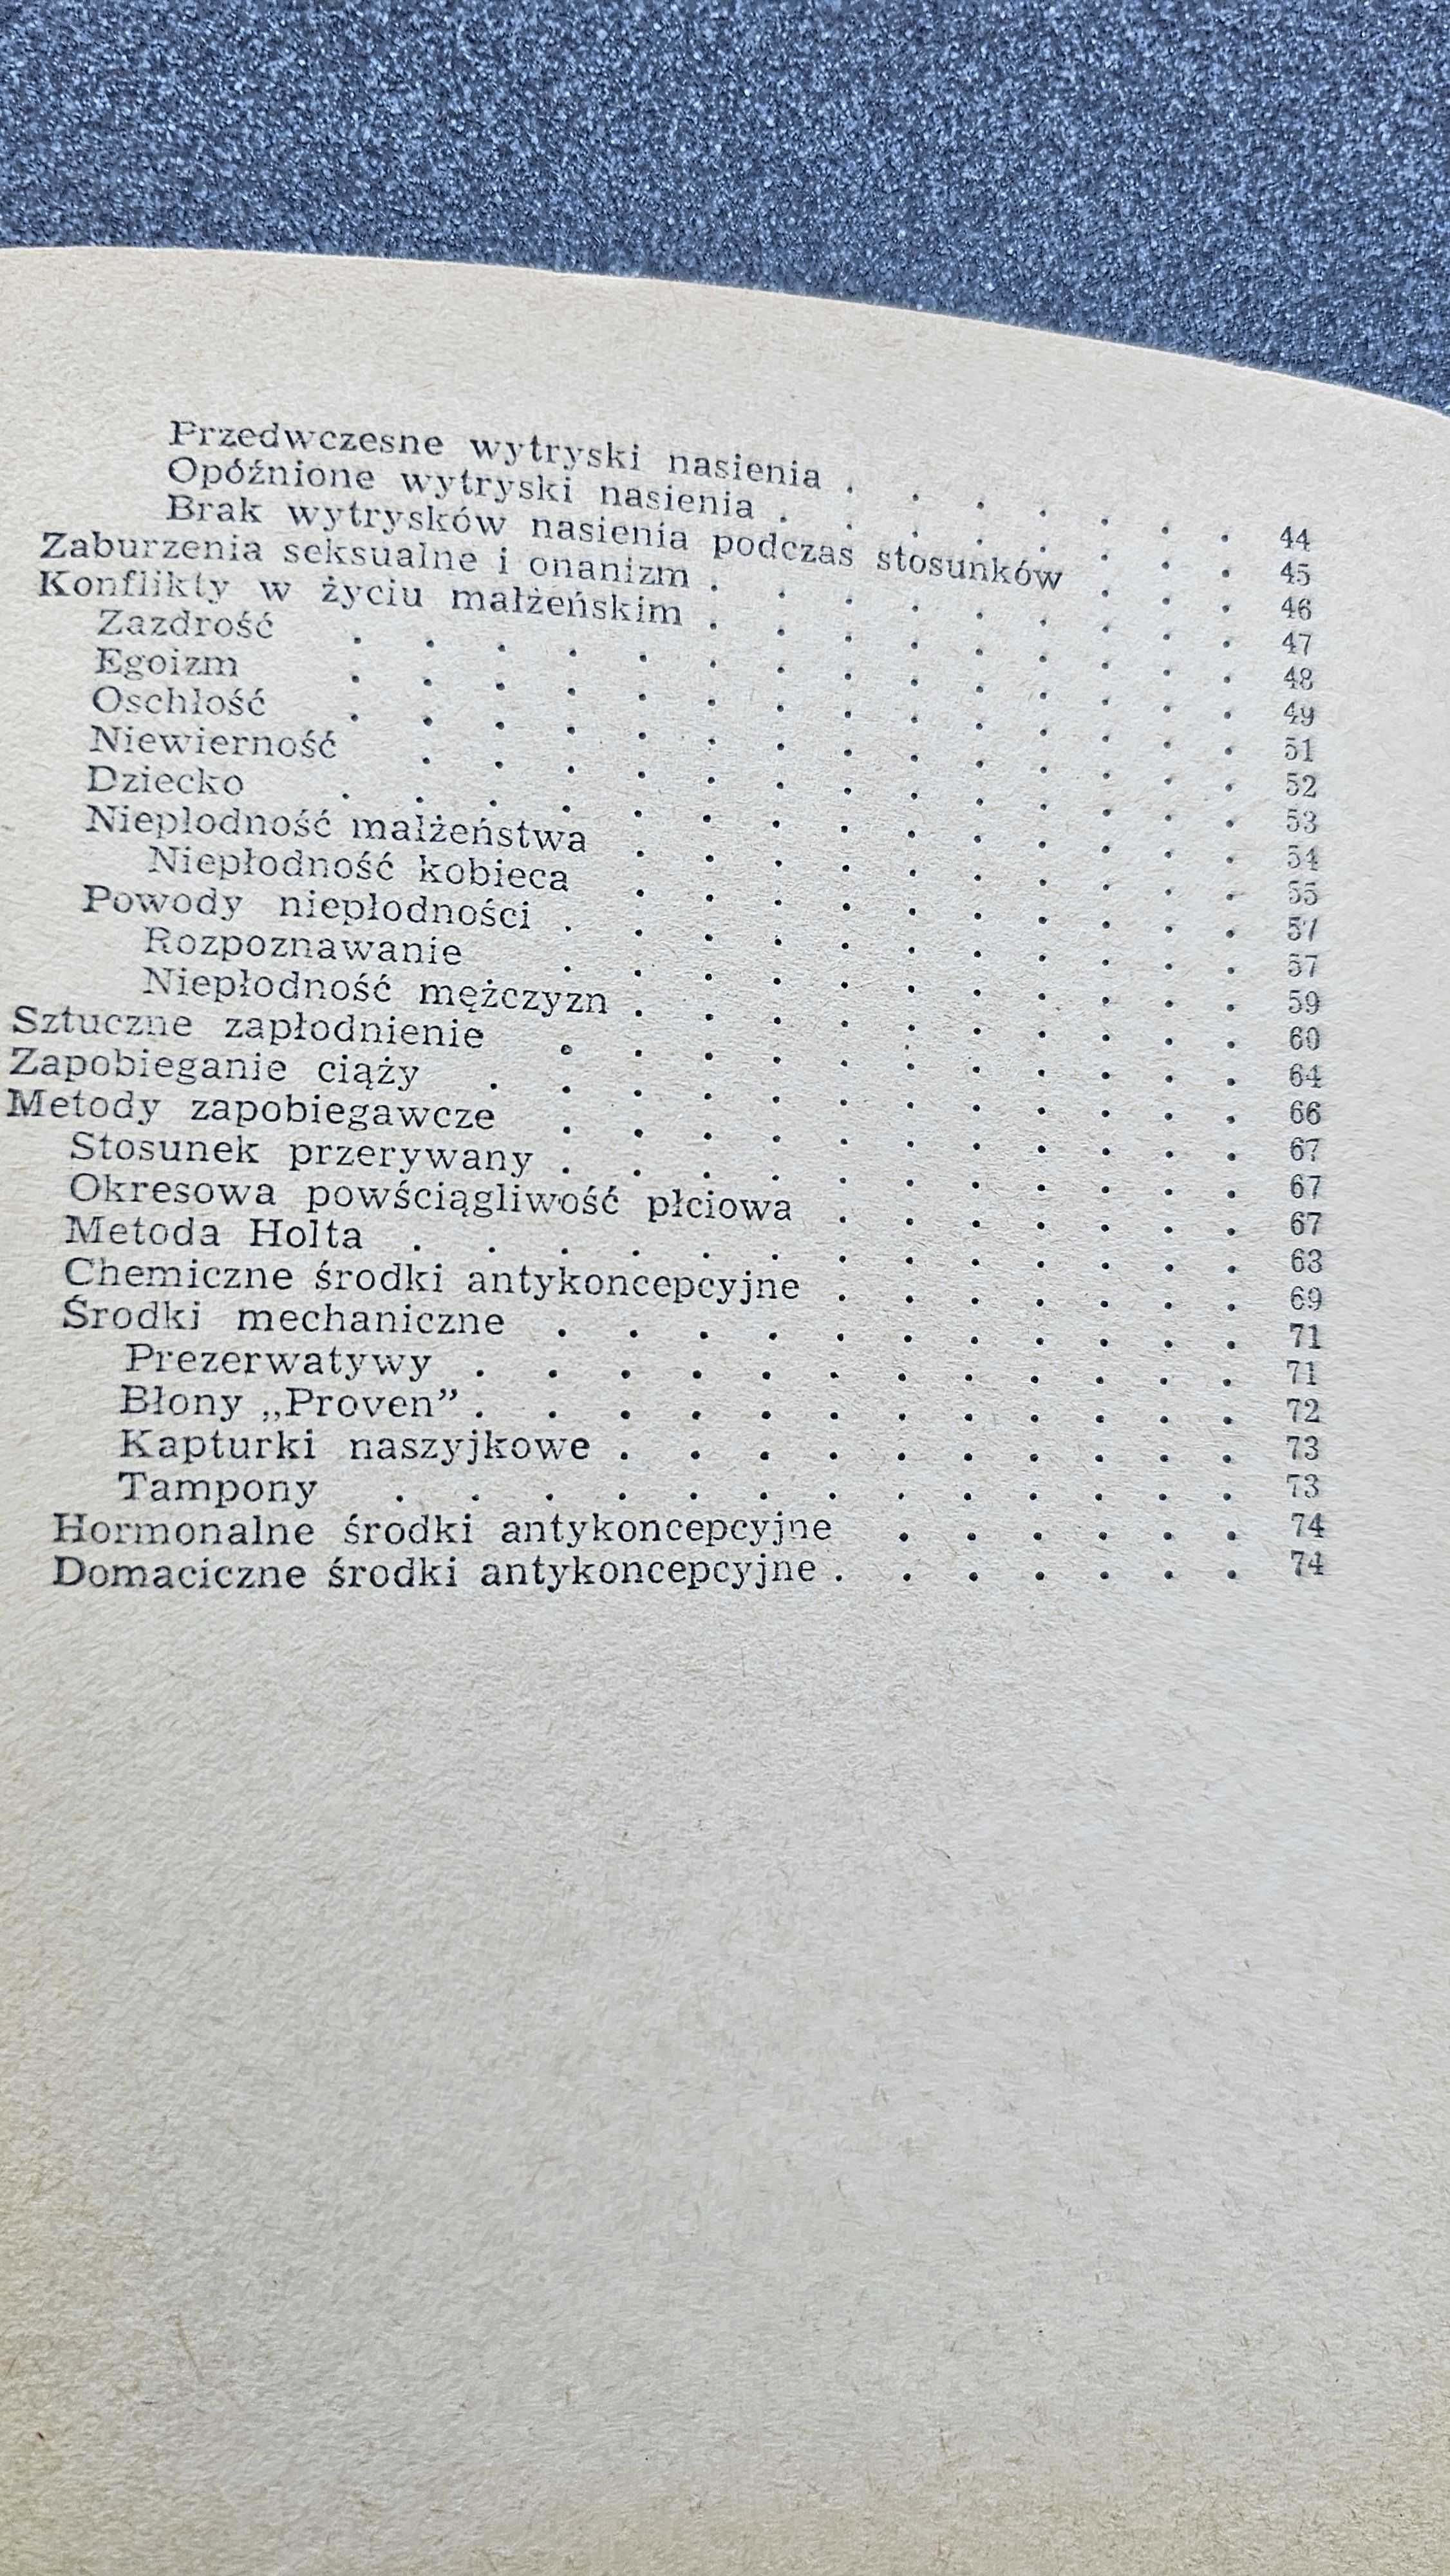 Przedwczesne wytryski nasienia . . . . . . . 44
Opóźnione wytryski nasienia . . . . . . . . 45
Brak wytrysków nasienia podczas stosunków . . . 46
Zaburzenia seksualne i onanizm . . . . . . . . . 47
Konflikty w życiu małżeńskim . . . . . . . . . 48
Zazdrość . . . . . . . . . . . . . . 49
Egoizm . . . . . . . . . . . . . . 51
Oschłość . . . . . . . . . . . . . . 52
Niewierność . . . . . . . . . . . . . 53
Dziecko . . . . . . . . . . . . . . 54
Niepłodność małżeństwa . . . . . . . . . . 55
Niepłodność kobieca . . . . . . . . . . 57
Powody niepłodności . . . . . . . . . . . 57
Rozpoznawanie . . . . . . . . . . . 59
Niepłodność mężczyzn . . . . . . . . . . 60
Sztuczne zapłodnienie . . . . . . . . . . . 64
Zapobieganie ciąży . . . . . . . . . . . . 66
Metody zapobiegawcze . . . . . . . . . . . 67
Stosunek przerywany . . . . . . . . . . . 67
Okresowa powściągliwość płciowa . . . . . . . 67
Metoda Holta . . . . . . . . . . . . . 68
Chemiczne środki antykoncepcyjne . . . . . . . 69
Środki mechaniczne . . . . . . . . . . . 71
Prezerwatywy . . . . . . . . . . . . 71
Błony „Proven” . . . . . . . . . . . . 72
Kapturki naszyjkowe . . . . . . . . . . 73
Tampony . . . . . . . . . . . . . 73
Hormonalne środki antykoncepcyjne . . . . . . 74
Domaciczne środki antykoncepcyjne . . . . . . . 74